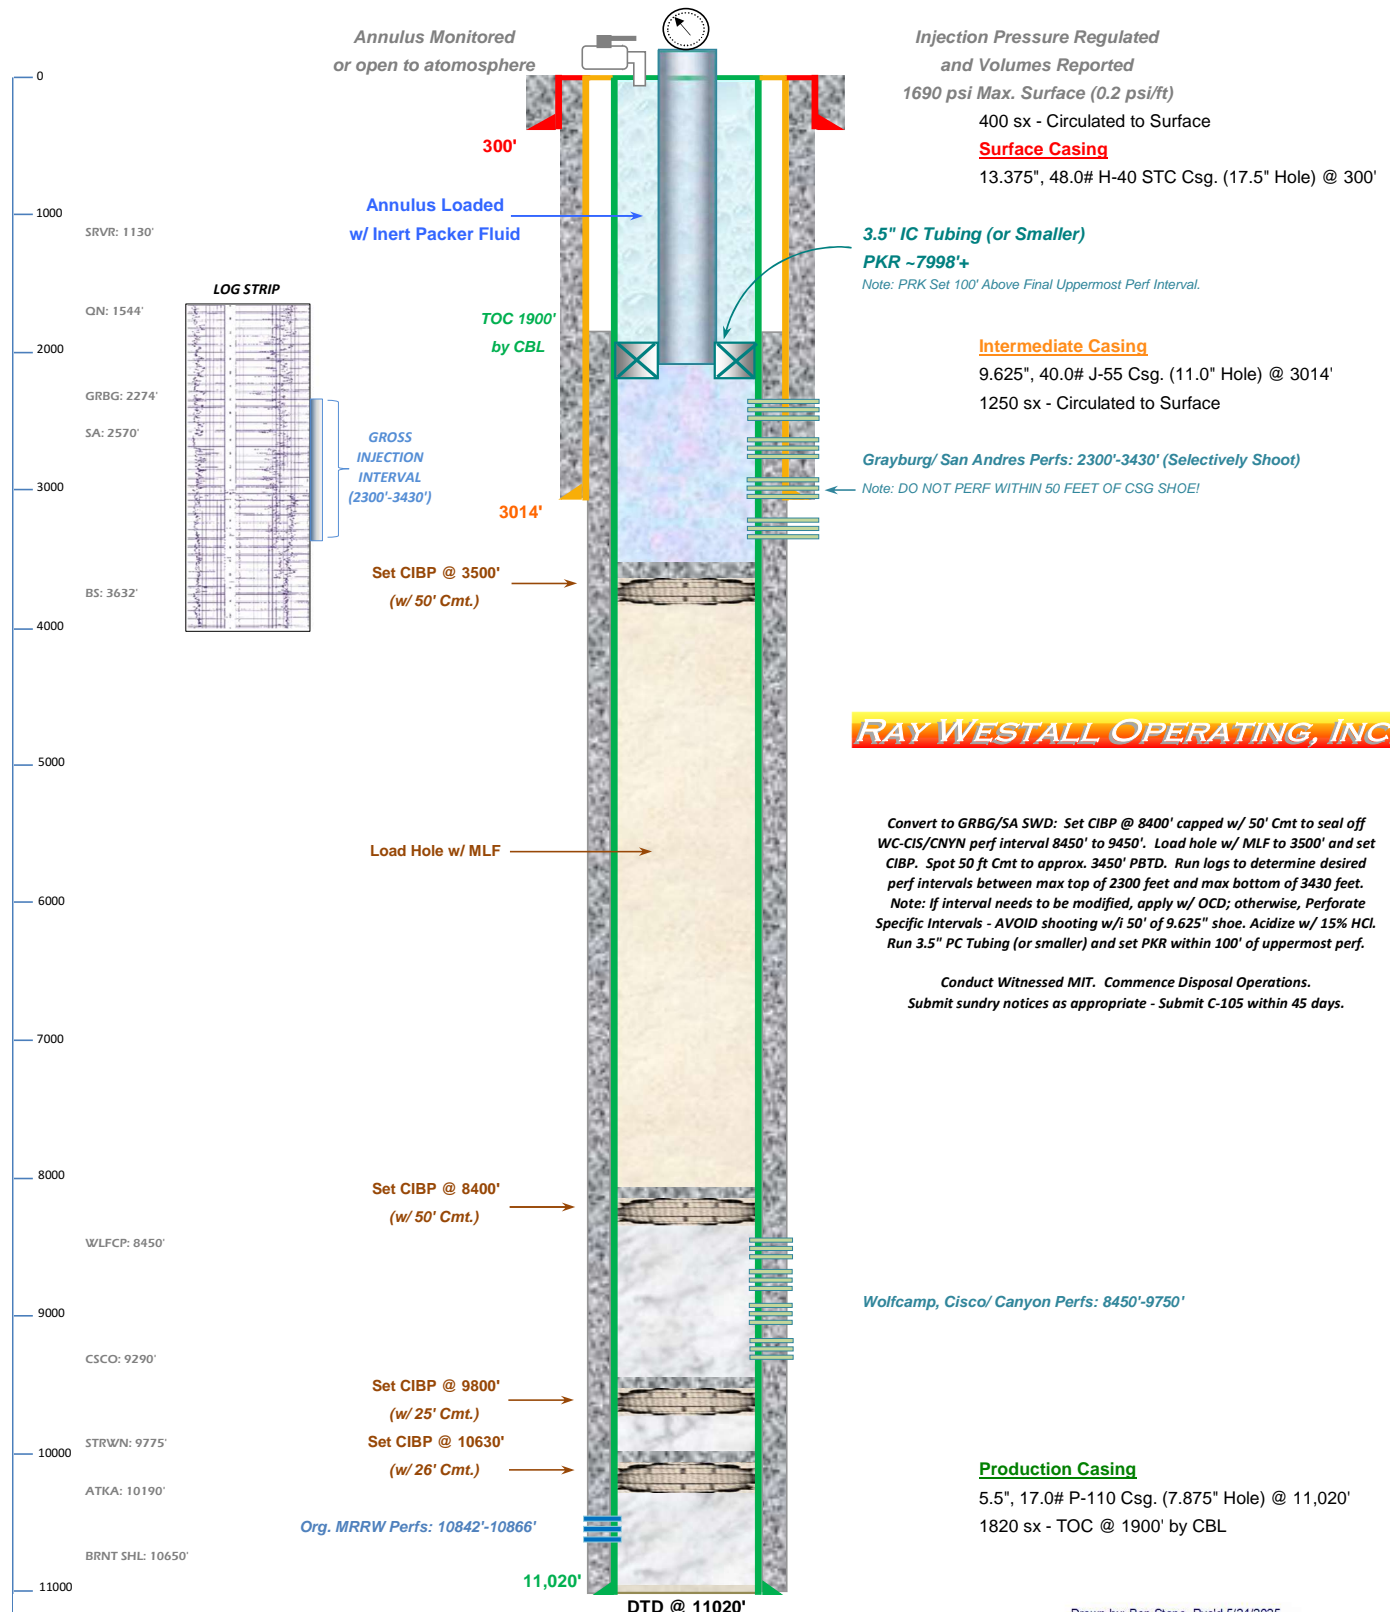 Annulus Monitored
or open to atomosphere
Injection Pressure Regulated
and Volumes Reported
1690 psi Max. Surface (0.2 psi/ft)
400 sx - Circulated to Surface
Surface Casing
13.375", 48.0# H-40 STC Csg. (17.5" Hole) @ 300'
0
300'
1000
SRVR: 1130'
Annulus Loaded
w/ Inert Packer Fluid
3.5" IC Tubing (or Smaller)
PKR ~7998'+
Note: PRK Set 100' Above Final Uppermost Perf Interval.
LOG STRIP
QN: 1544'
TOC 1900'
by CBL
2000
Intermediate Casing
9.625", 40.0# J-55 Csg. (11.0" Hole) @ 3014'
1250 sx - Circulated to Surface
GRBG: 2274'
SA: 2570'
GROSS
INJECTION
INTERVAL
(2300'-3430')
Grayburg/ San Andres Perfs: 2300'-3430' (Selectively Shoot)
Note: DO NOT PERF WITHIN 50 FEET OF CSG SHOE!
3000
3014'
Set CIBP @ 3500'
(w/ 50' Cmt.)
BS: 3632'
4000
RAY WESTALL OPERATING, INC
5000
Convert to GRBG/SA SWD: Set CIBP @ 8400' capped w/ 50' Cmt to seal off
WC-CIS/CNYN perf interval 8450' to 9450'. Load hole w/ MLF to 3500' and set
CIBP. Spot 50 ft Cmt to approx. 3450' PBTD. Run logs to determine desired
perf intervals between max top of 2300 feet and max bottom of 3430 feet.
Note: If interval needs to be modified, apply w/ OCD; otherwise, Perforate
Specific Intervals - AVOID shooting w/i 50' of 9.625" shoe. Acidize w/ 15% HCl.
Run 3.5" PC Tubing (or smaller) and set PKR within 100' of uppermost perf.
Conduct Witnessed MIT. Commence Disposal Operations.
Submit sundry notices as appropriate - Submit C-105 within 45 days.
Load Hole w/ MLF
6000
7000
8000
Set CIBP @ 8400'
(w/ 50' Cmt.)
WLFCP: 8450'
Wolfcamp, Cisco/ Canyon Perfs: 8450'-9750'
9000
CSCO: 9290'
Set CIBP @ 9800'
(w/ 25' Cmt.)
STRWN: 9775'
10000
Set CIBP @ 10630'
(w/ 26' Cmt.)
ATKA: 10190'
Production Casing
5.5", 17.0# P-110 Csg. (7.875" Hole) @ 11,020'
1820 sx - TOC @ 1900' by CBL
Org. MRRW Perfs: 10842'-10866'
BRNT SHL: 10650'
11000
11,020'
DTD @ 11020'